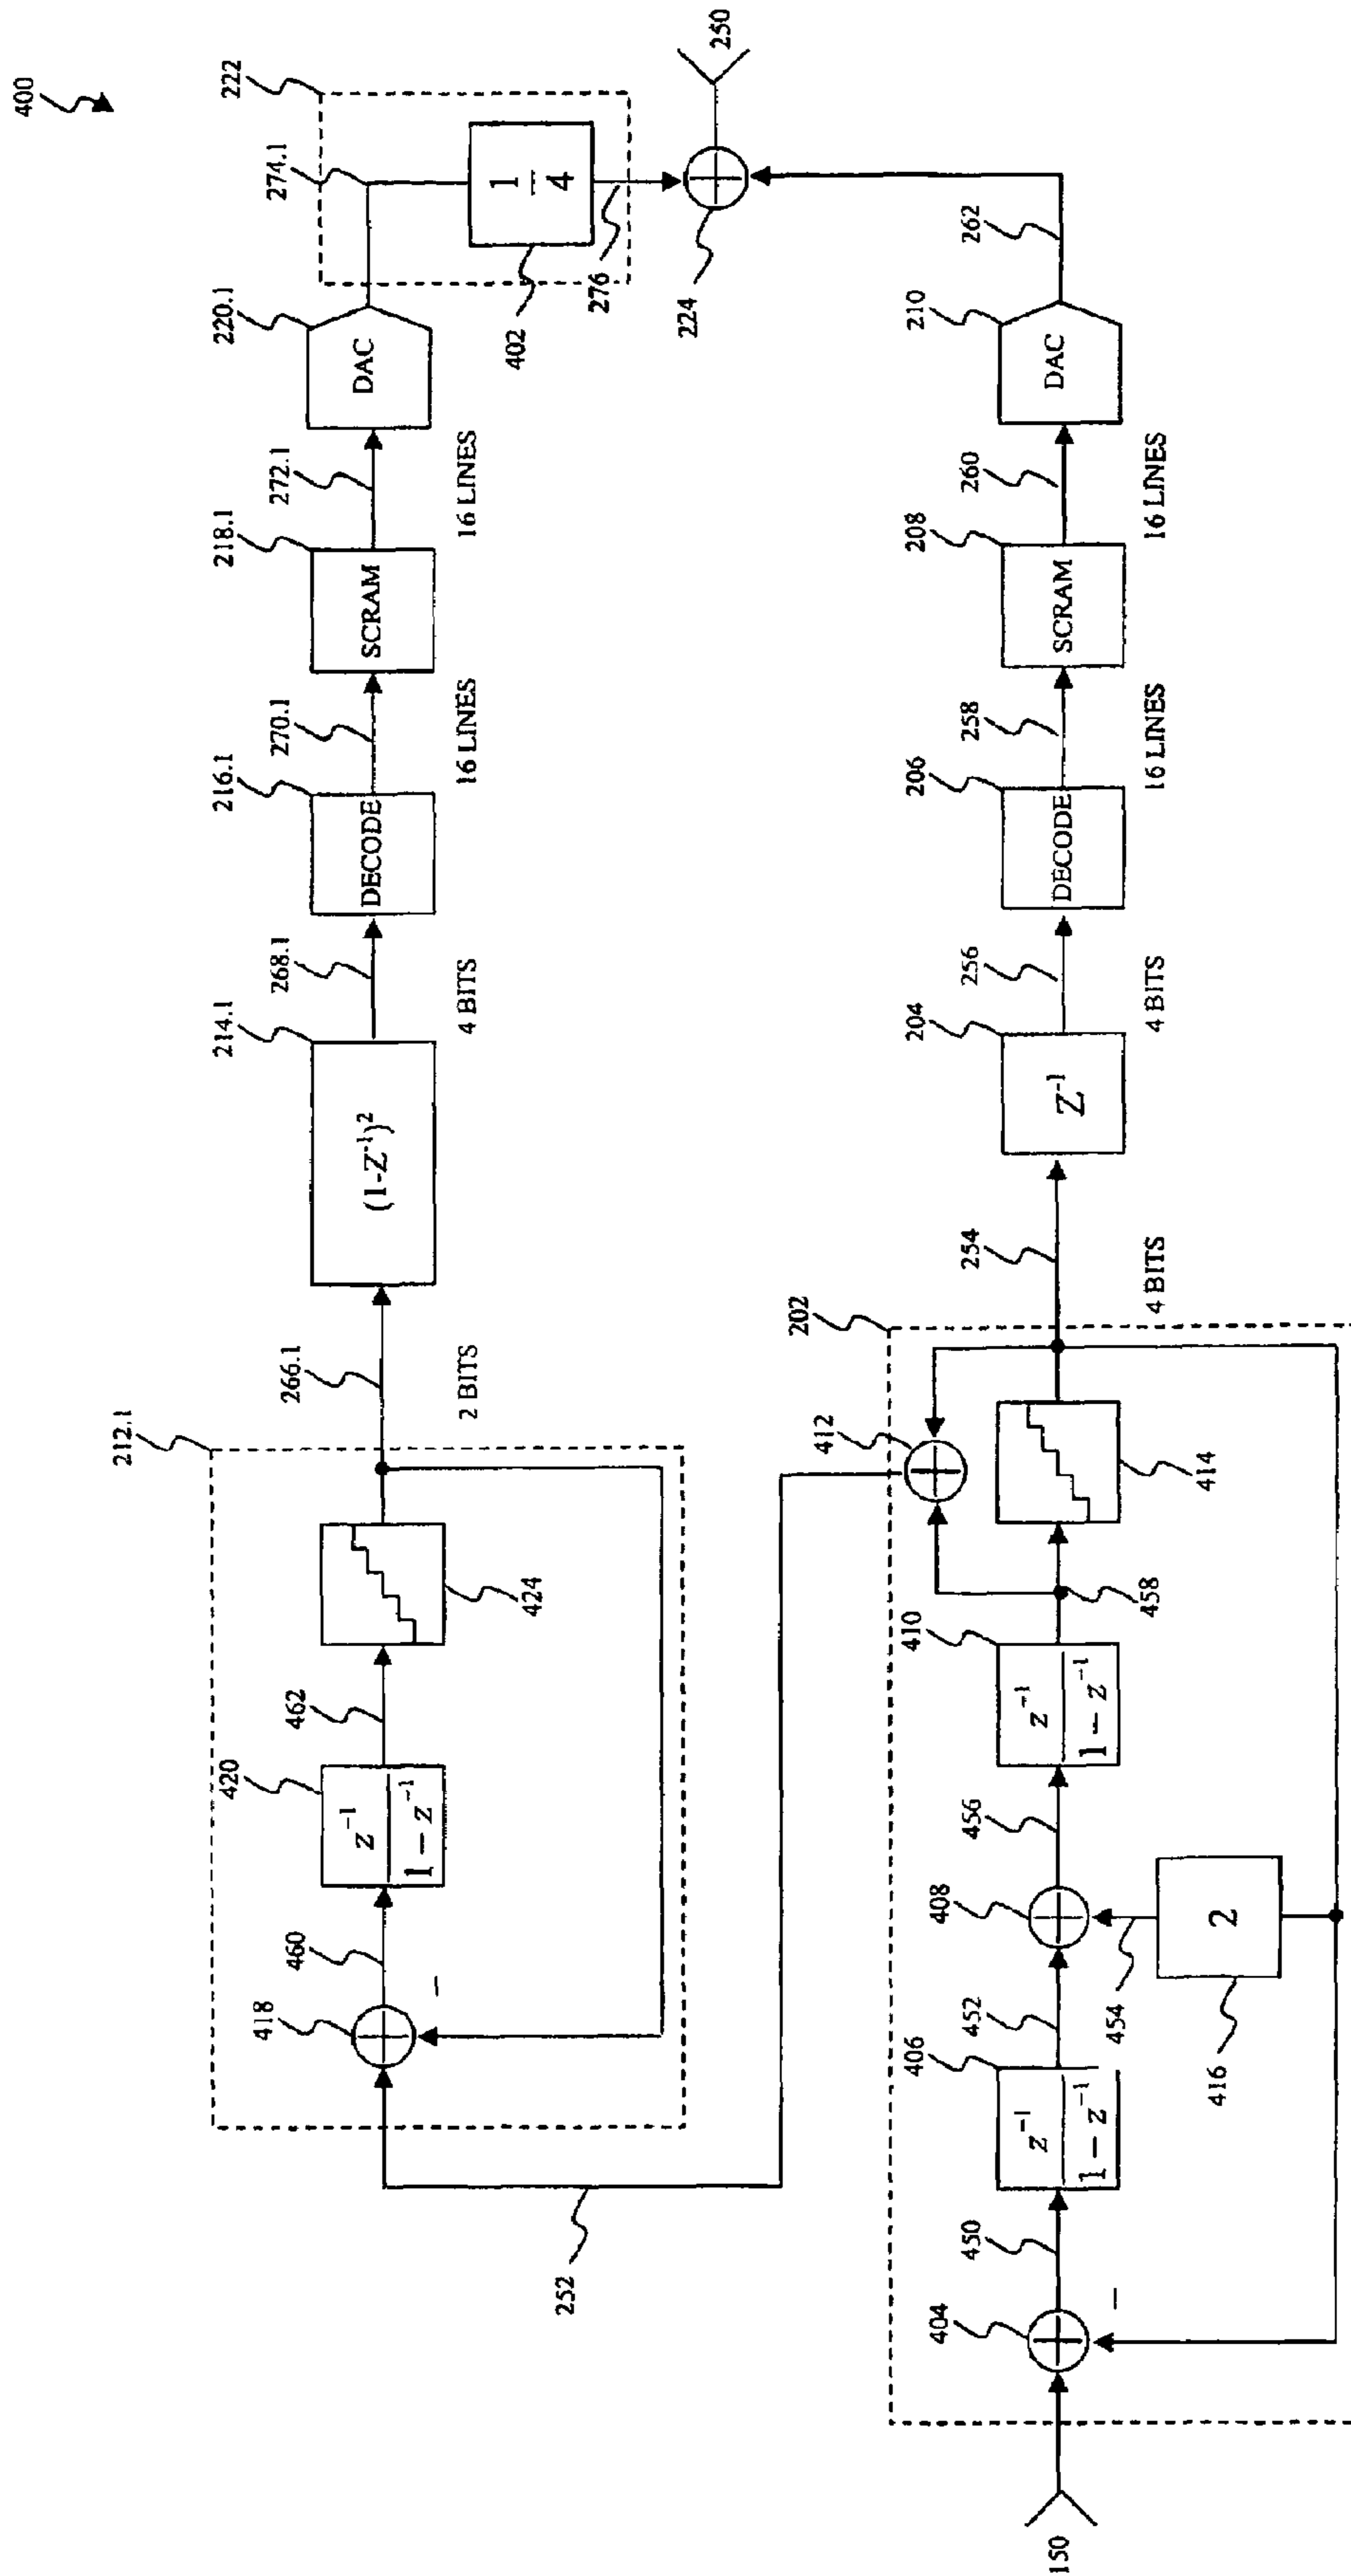 400
222
274.1
1/4
276
402
250
224
262
220.1
DAC
272.1
16 LINES
218.1
SCRAM
270.1
16 LINES
216.1
DECODE
268.1
4 BITS
214.1
(1-Z⁻¹)²
266.1
2 BITS
212.1
424
462
420
z⁻¹
1 – z⁻¹
460
418
–
252
210
DAC
260
16 LINES
208
SCRAM
258
16 LINES
206
DECODE
256
4 BITS
204
Z⁻¹
254
4 BITS
202
412
414
458
410
z⁻¹
1 – z⁻¹
456
408
2
454
416
452
406
z⁻¹
1 – z⁻¹
450
404
–
150